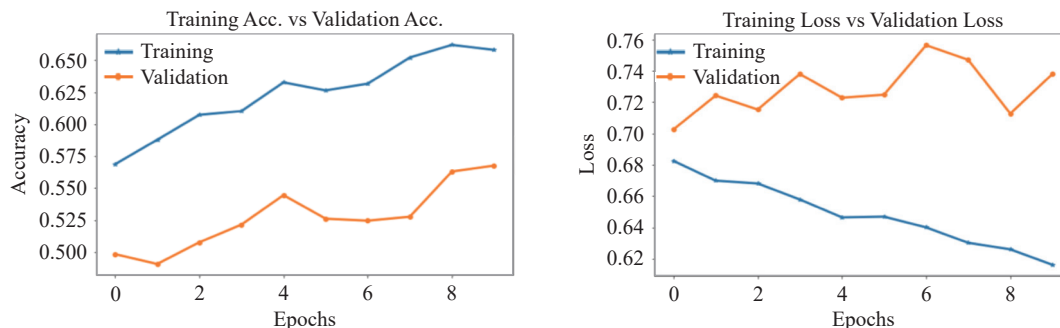 Training Acc. vs Validation Acc.
Training
Validation
0.650
0.625
0.600
0.575
0.550
0.525
0.500
Accuracy
0 2 4 6 8
Epochs
Training Loss vs Validation Loss
Training
Validation
0.76
0.74
0.72
0.70
0.68
0.66
0.64
0.62
Loss
0 2 4 6 8
Epochs